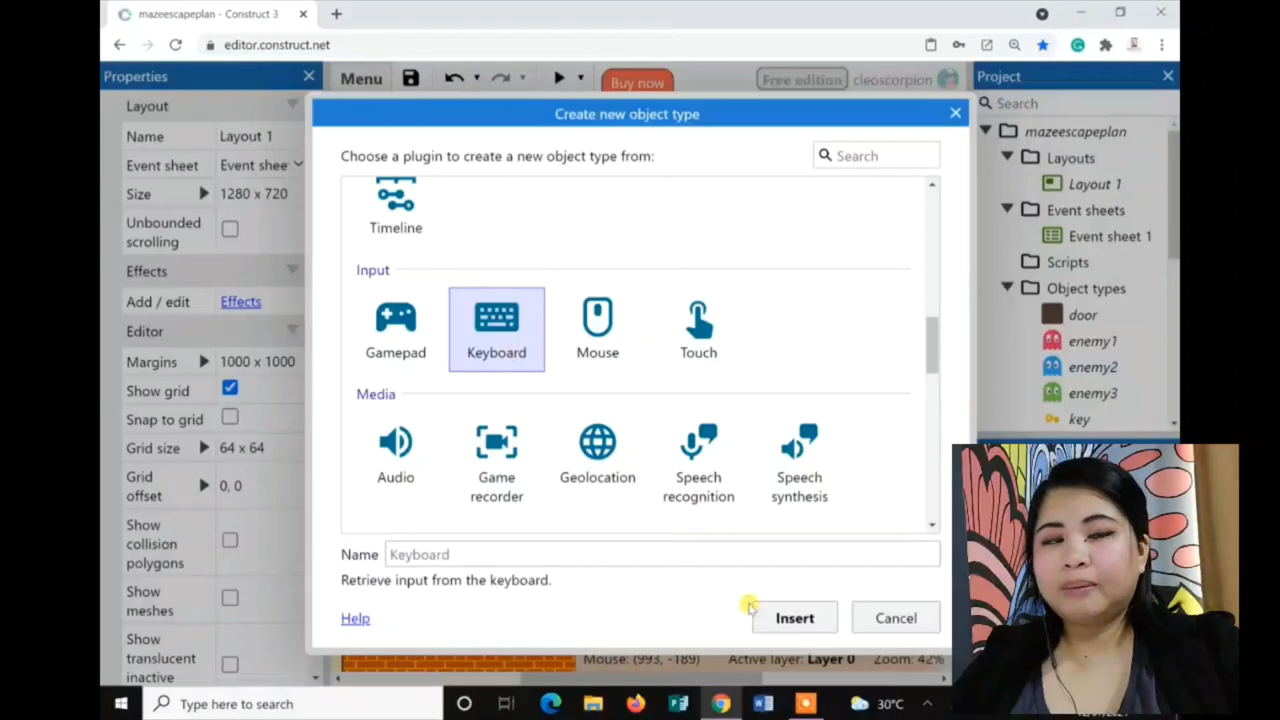 mazeescapeplan - Construct 3
editor.construct.net
Properties
Menu
Buy now
Free edition
cleoscorpion
Project
Layout
Name
Layout 1
Event sheet
Event shee
Size
1280 x 720
Unbounded
scrolling
Effects
Add / edit
Effects
Editor
Margins
1000 x 1000
Show grid
Snap to grid
Grid size
64 x 64
Grid
offset
0, 0
Show
collision
polygons
Show
meshes
Show
translucent
inactive
Create new object type
Choose a plugin to create a new object type from:
Search
Timeline
Input
Gamepad
Keyboard
Mouse
Touch
Media
Audio
Game
recorder
Geolocation
Speech
recognition
Speech
synthesis
Name
Keyboard
Retrieve input from the keyboard.
Help
Insert
Cancel
Mouse: (993, -189)
Active layer: Layer 0
Zoom: 42%
Search
mazeescapeplan
Layouts
Layout 1
Event sheets
Event sheet 1
Scripts
Object types
door
enemy1
enemy2
enemy3
key
Type here to search
30°C